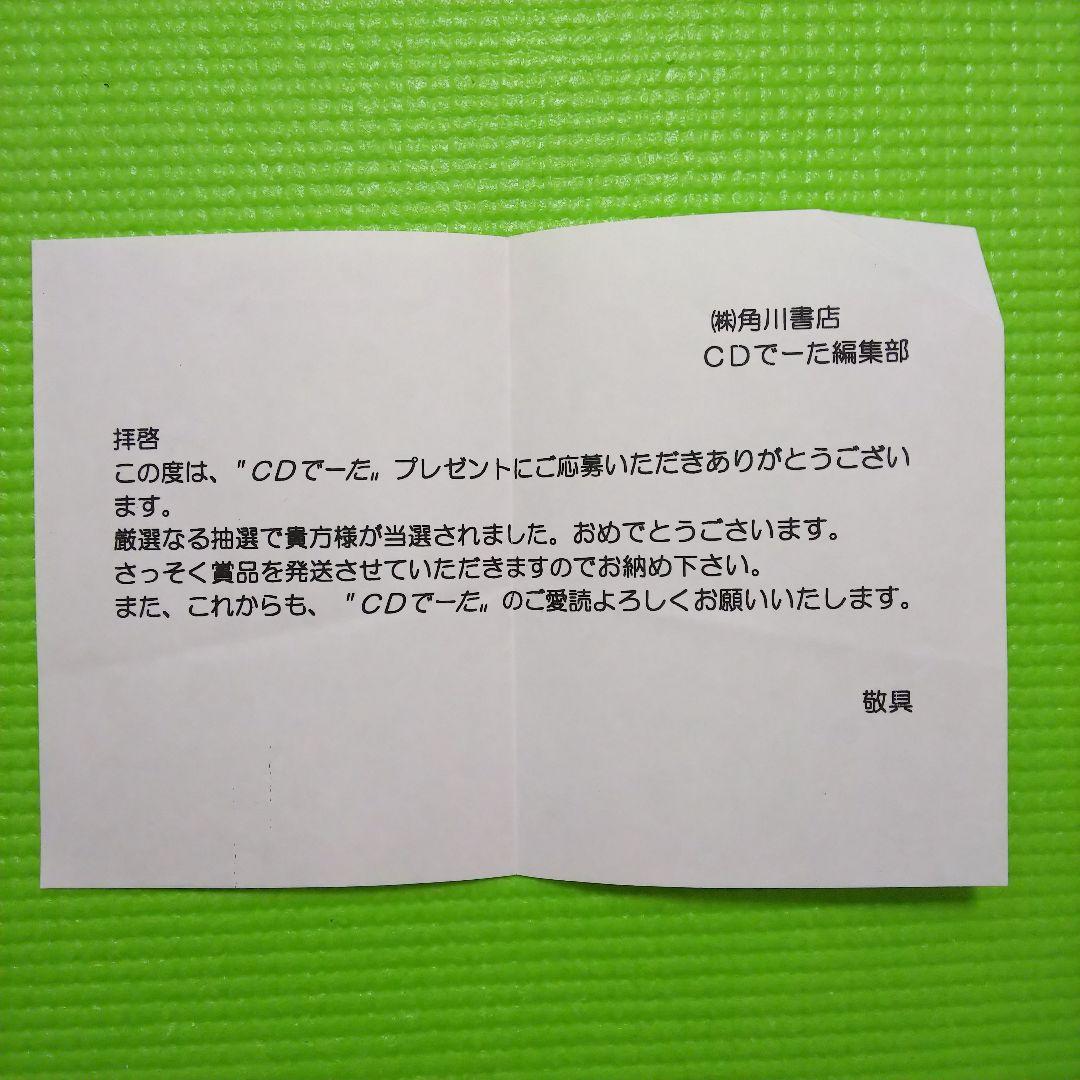 ㈱角川書店
ＣＤでーた編集部
拝啓
この度は、〝ＣＤでーた〟プレゼントにご応募いただきありがとうござい
ます。
厳選なる抽選で貴方様が当選されました。おめでとうございます。
さっそく賞品を発送させていただきますのでお納め下さい。
また、これからも、〝ＣＤでーた〟のご愛読よろしくお願いいたします。
敬具